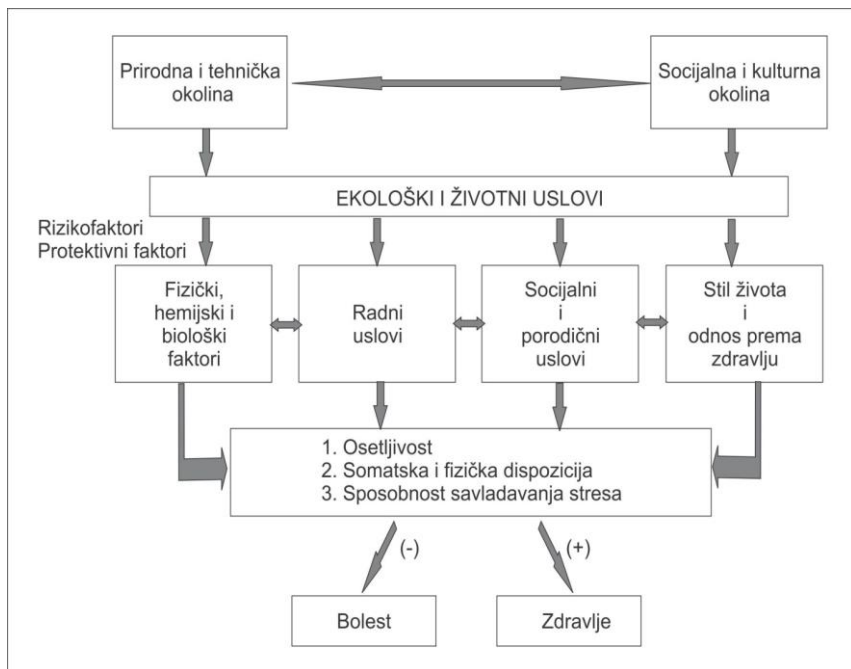 Prirodna i tehnička
okolina
Socijalna i kulturna
okolina
EKOLOŠKI I ŽIVOTNI USLOVI
Rizikofaktori
Protektivni faktori
Fizički,
hemijski i
biološki
faktori
Radni
uslovi
Socijalni
i
porodični
uslovi
Stil života
i
odnos prema
zdravlju
1. Osetljivost
2. Somatska i fizička dispozicija
3. Sposobnost savladavanja stresa
(-)
(+)
Bolest
Zdravlje